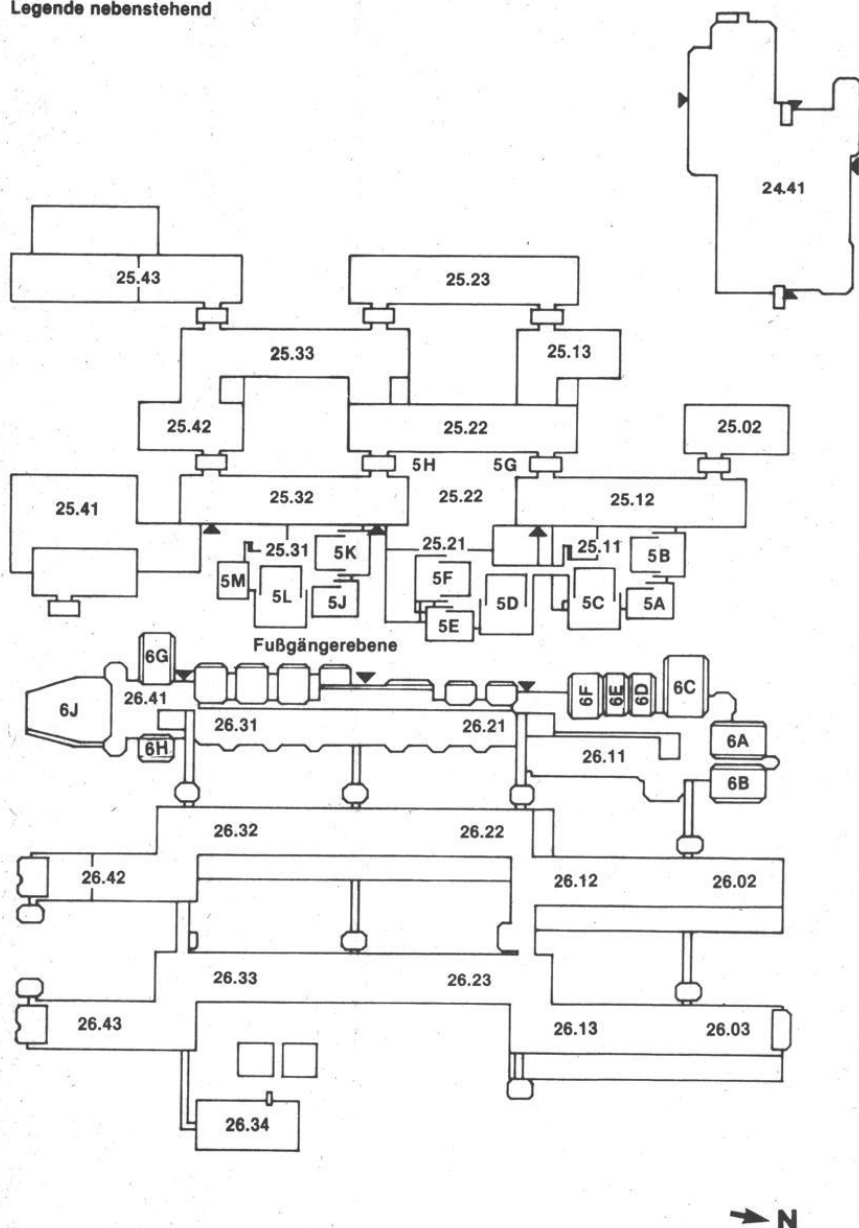 Legende nebenstehend
24.41
25.43
25.23
25.33
25.13
25.42
25.22
25.02
5H
5G
25.41
25.32
25.22
25.12
25.31
5K
25.21
25.11
5B
5M
5L
5J
5F
5E
5D
5C
5A
Fußgängerebene
6G
6J
26.41
6H
26.31
26.21
6F
6E
6D
6C
6A
26.11
6B
26.32
26.22
26.42
26.12
26.02
26.33
26.23
26.43
26.13
26.03
26.34
N